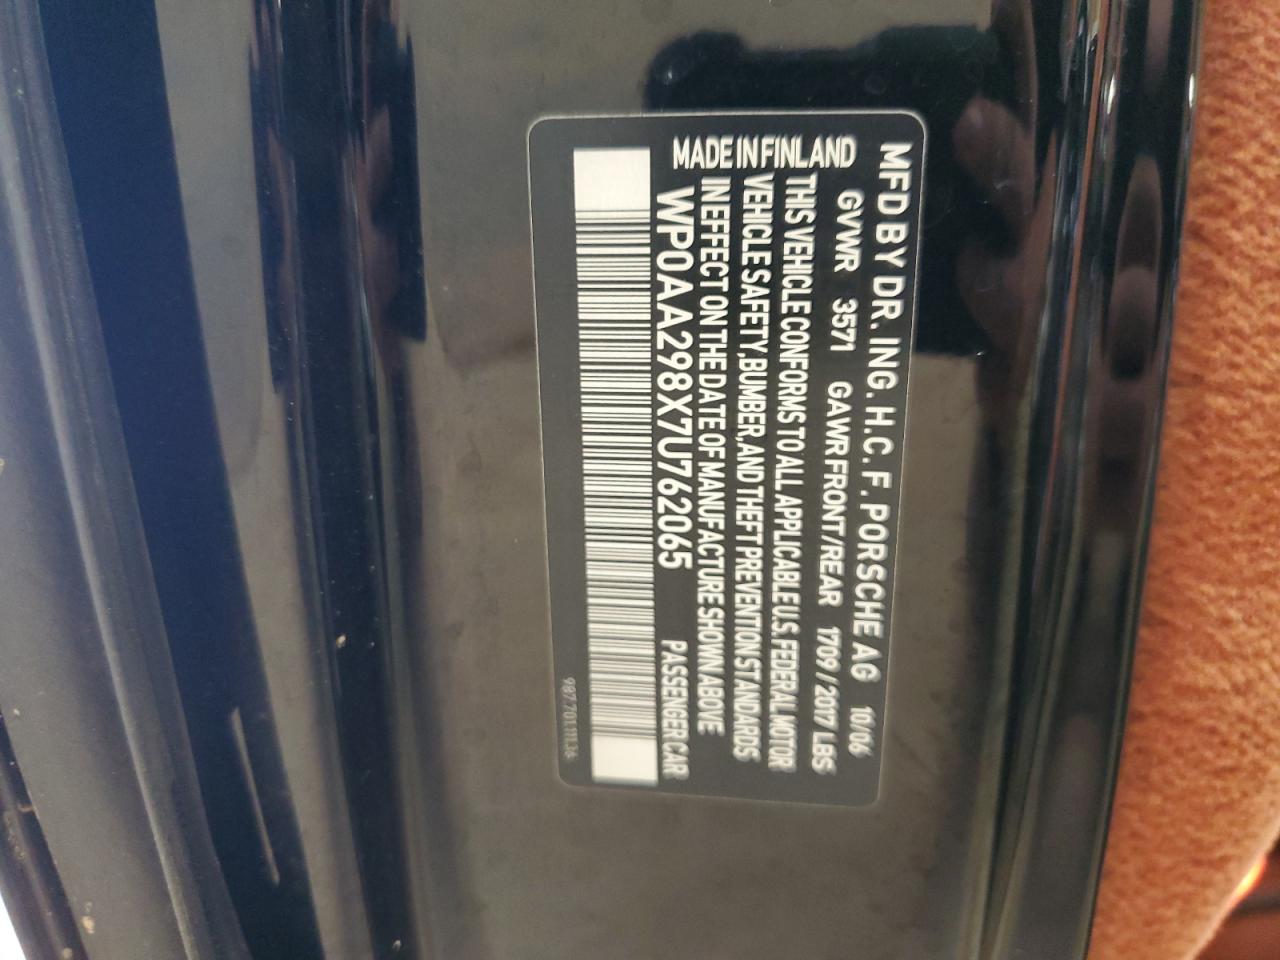 MFD BY DR. ING. H.C. F. PORSCHE AG 10/06
GVWR 3571 GAWR FRONT/REAR 1709/2017 LBS
MADE IN FINLAND
THIS VEHICLE CONFORMS TO ALL APPLICABLE U.S. FEDERAL MOTOR
VEHICLE SAFETY, BUMBER, AND THEFT PREVENTION STANDARDS
IN EFFECT ON THE DATE OF MANUFACTURE SHOWN ABOVE
WP0AA298X7U762065 PASSENGER CAR